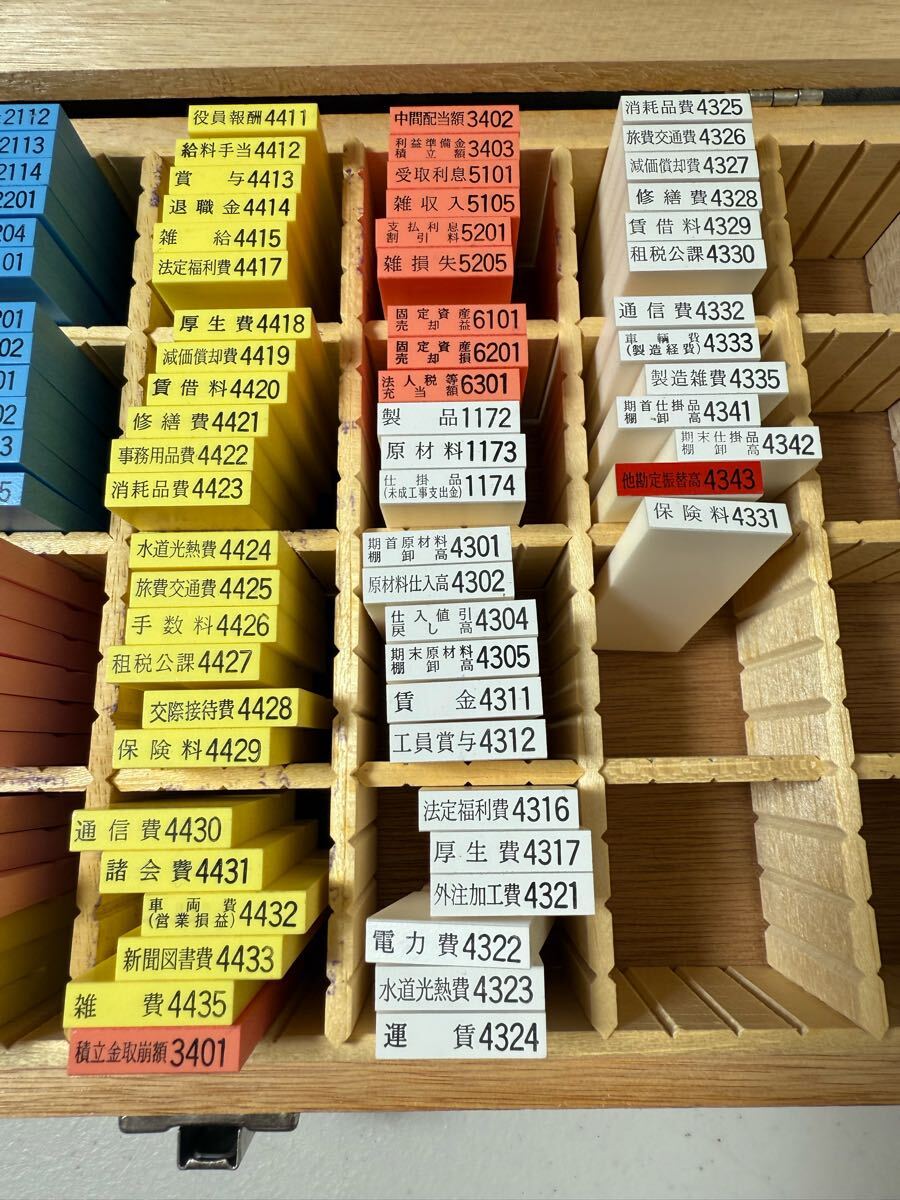 2112
2113
2114
2201
204
01
201
02
01
02
3
5
役員報酬4411
給料手当4412
賞与4413
退職金4414
雑給4415
法定福利費4417
厚生費4418
減価償却費4419
賃借料4420
修繕費4421
事務用品費4422
消耗品費4423
水道光熱費4424
旅費交通費4425
手数料4426
租税公課4427
交際接待費4428
保険料4429
通信費4430
諸会費4431
車両費
(営業損益)4432
新聞図書費4433
雑費4435
積立金取崩額3401
中間配当額3402
利益準備金
積立額3403
受取利息5101
雑収入5105
支払利息
割引料5201
雑損失5205
固定資産
売却益6101
固定資産
売却損6201
法人税等
充当額6301
製品1172
原材料1173
仕掛品
(未成工事支出金)1174
期首原材料
棚卸高4301
原材料仕入高4302
仕入値引
戻し高4304
期末原材料
棚卸高4305
賃金4311
工員賞与4312
法定福利費4316
厚生費4317
外注加工費4321
電力費4322
水道光熱費4323
運賃4324
消耗品費4325
旅費交通費4326
減価償却費4327
修繕費4328
賃借料4329
租税公課4330
通信費4332
車輌費
(製造経費)4333
製造雑費4335
期首仕掛品
棚卸高4341
期末仕掛品
棚卸高4342
他勘定振替高4343
保険料4331